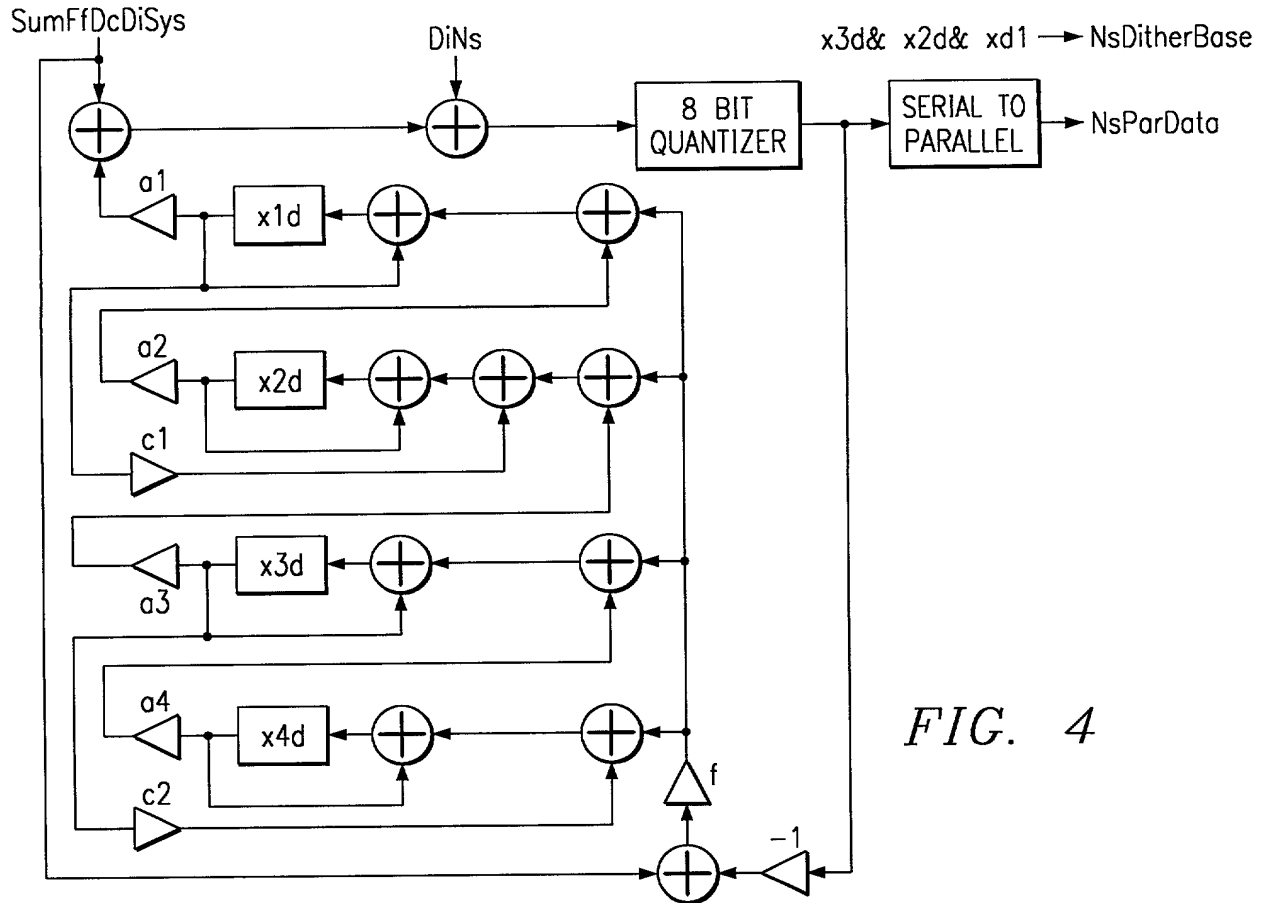 SumFfDcDiSys
DiNs
x3d& x2d& xd1
NsDitherBase
8 BIT
QUANTIZER
SERIAL TO
PARALLEL
NsParData
a1
x1d
a2
x2d
c1
x3d
a3
a4
x4d
c2
f
-1
FIG. 4